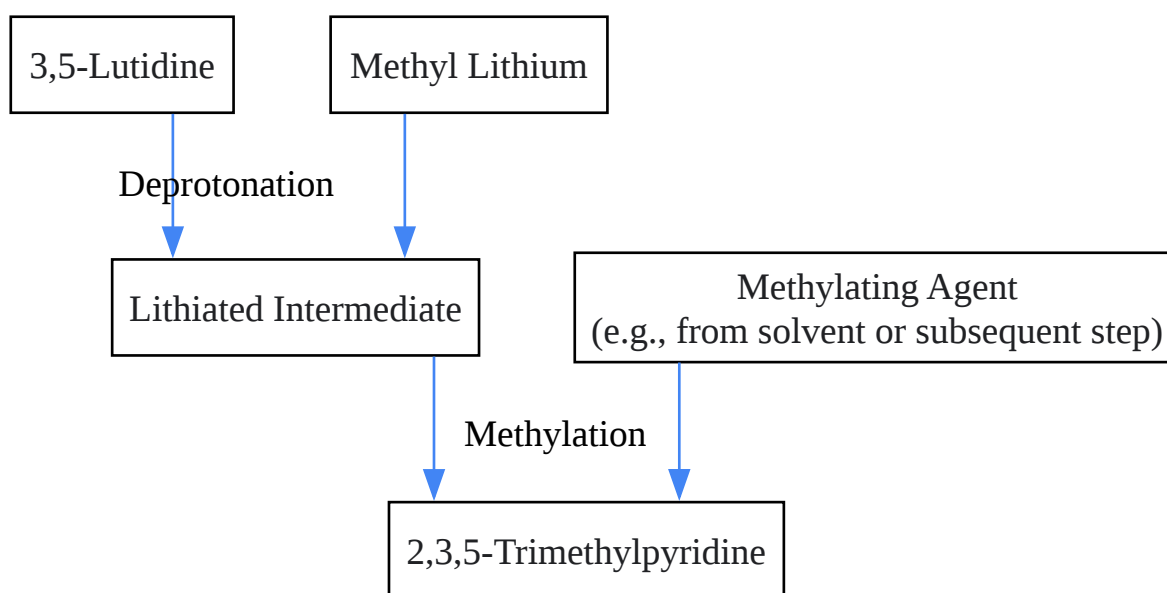 3,5-Lutidine
Methyl Lithium
Deprotonation
Lithiated Intermediate
Methylating Agent
(e.g., from solvent or subsequent step)
Methylation
2,3,5-Trimethylpyridine